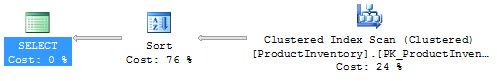 SELECT
Cost: 0 %
Sort
Cost: 76 %
Clustered Index Scan (Clustered)
[ProductInventory].[PK_ProductInven…
Cost: 24 %